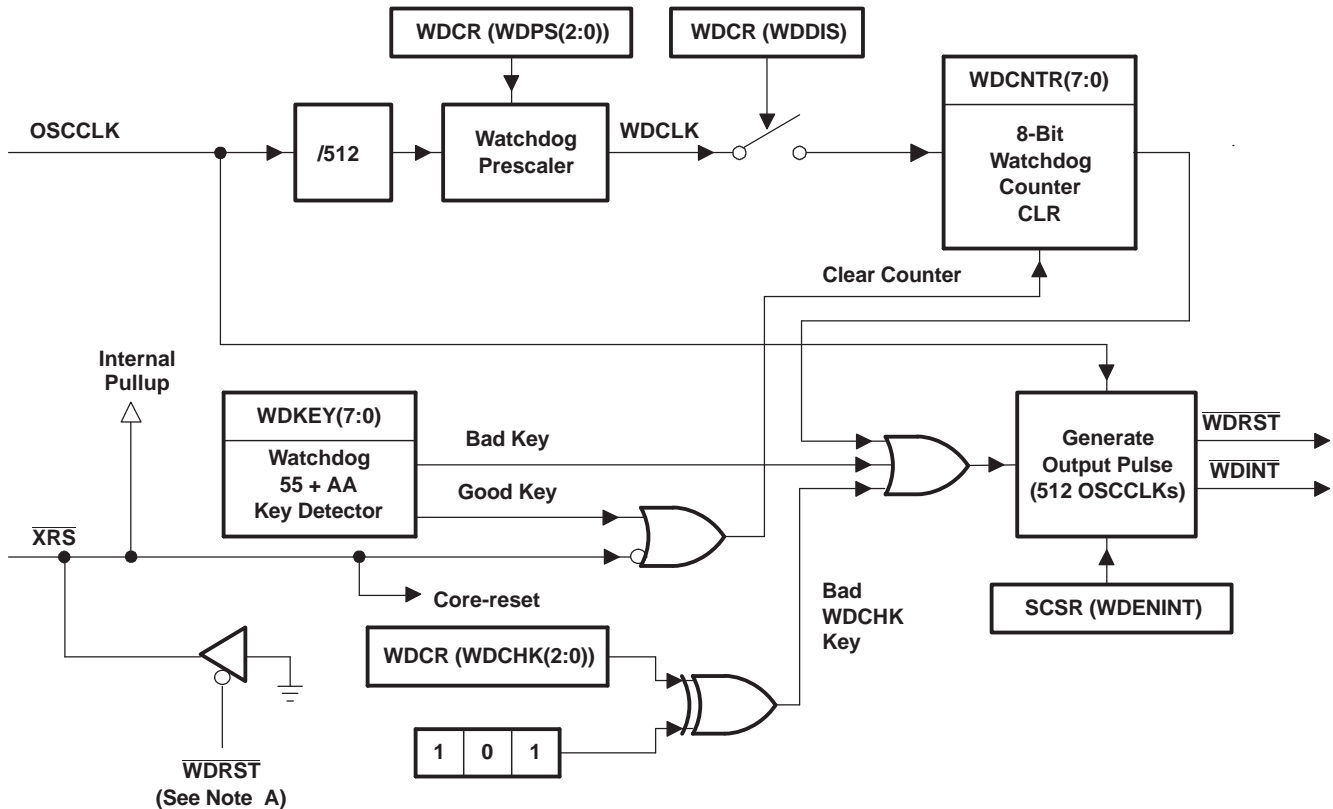 WDCR (WDPS(2:0))
WDCR (WDDIS)
WDCNTR(7:0)
OSCCLK
/512
Watchdog
Prescaler
WDCLK
8-Bit
Watchdog
Counter
CLR
Clear Counter
Internal
Pullup
WDKEY(7:0)
Watchdog
55 + AA
Key Detector
Bad Key
Good Key
Generate
Output Pulse
(512 OSCCLKs)
WDRST
WDINT
XRS
Core-reset
SCSR (WDENINT)
Bad
WDCHK
Key
WDCR (WDCHK(2:0))
1 0 1
WDRST
(See Note A)